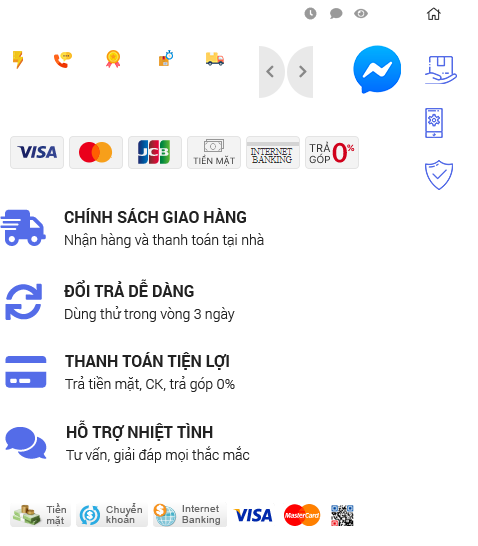 VISA
JCB
TIỀN MẶT
INTERNET
BANKING
TRẢ
GÓP 0%
CHÍNH SÁCH GIAO HÀNG
Nhận hàng và thanh toán tại nhà
ĐỔI TRẢ DỄ DÀNG
Dùng thử trong vòng 3 ngày
THANH TOÁN TIỆN LỢI
Trả tiền mặt, CK, trả góp 0%
HỖ TRỢ NHIỆT TÌNH
Tư vấn, giải đáp mọi thắc mắc
Tiền
mặt
Chuyển
khoản
Internet
Banking
VISA
MasterCard